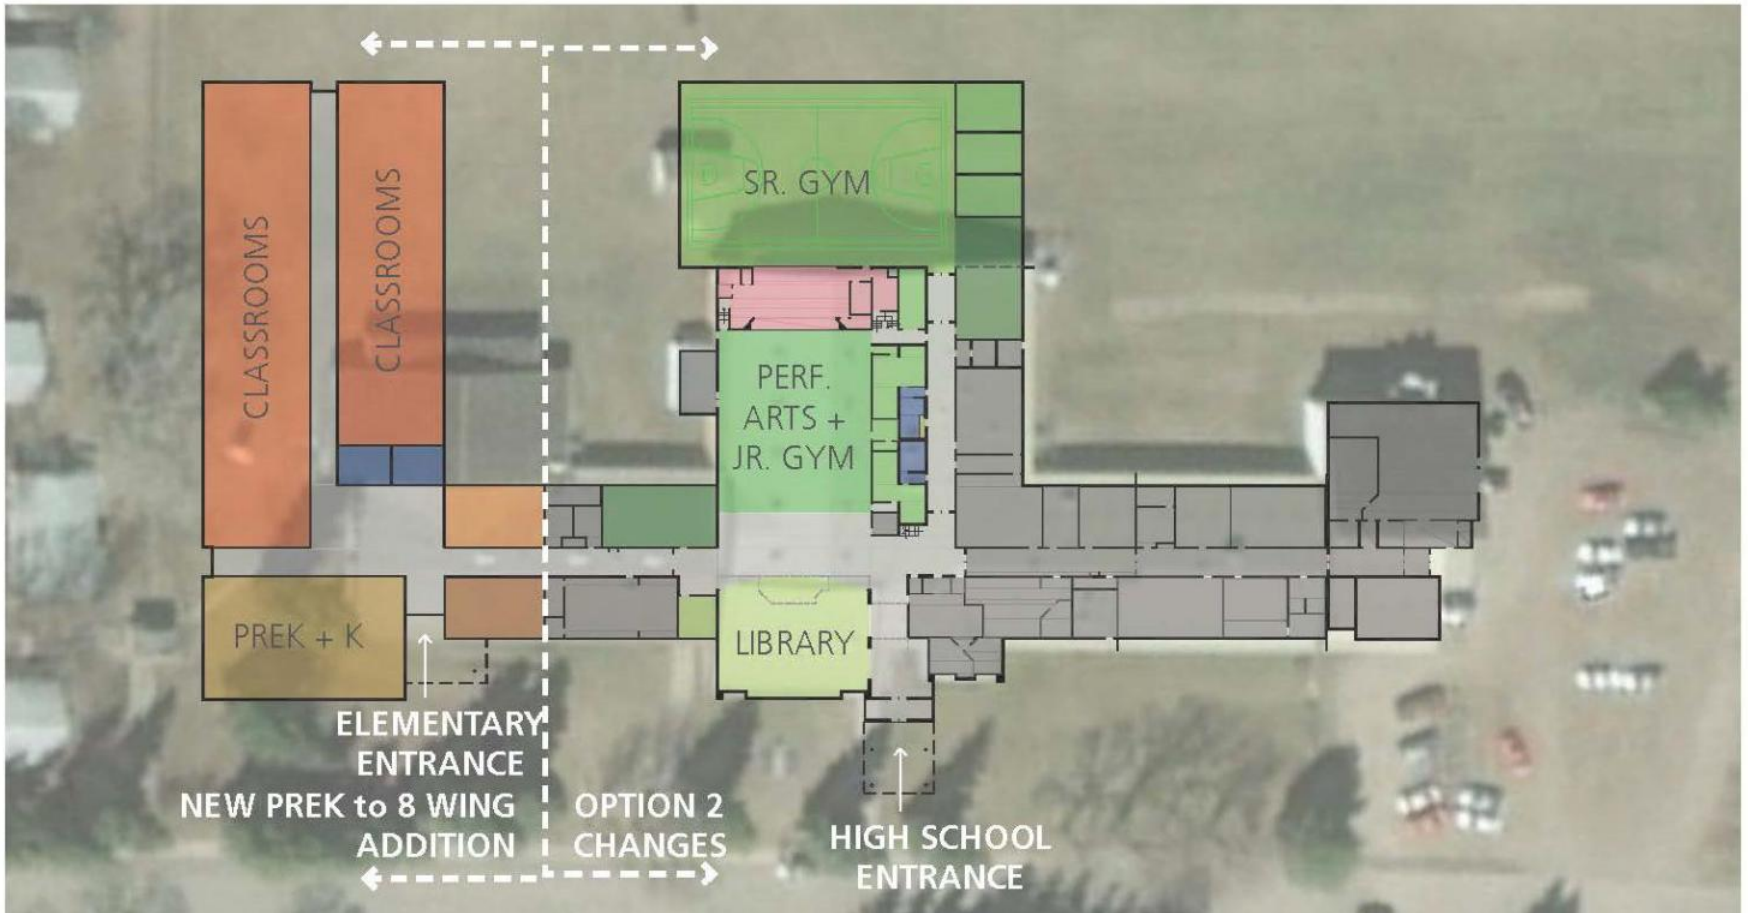 CLASSROOMS
CLASSROOMS
SR. GYM
PERF.
ARTS +
JR. GYM
PREK + K
LIBRARY
ELEMENTARY
ENTRANCE
NEW PREK to 8 WING
ADDITION
OPTION 2
CHANGES
HIGH SCHOOL
ENTRANCE